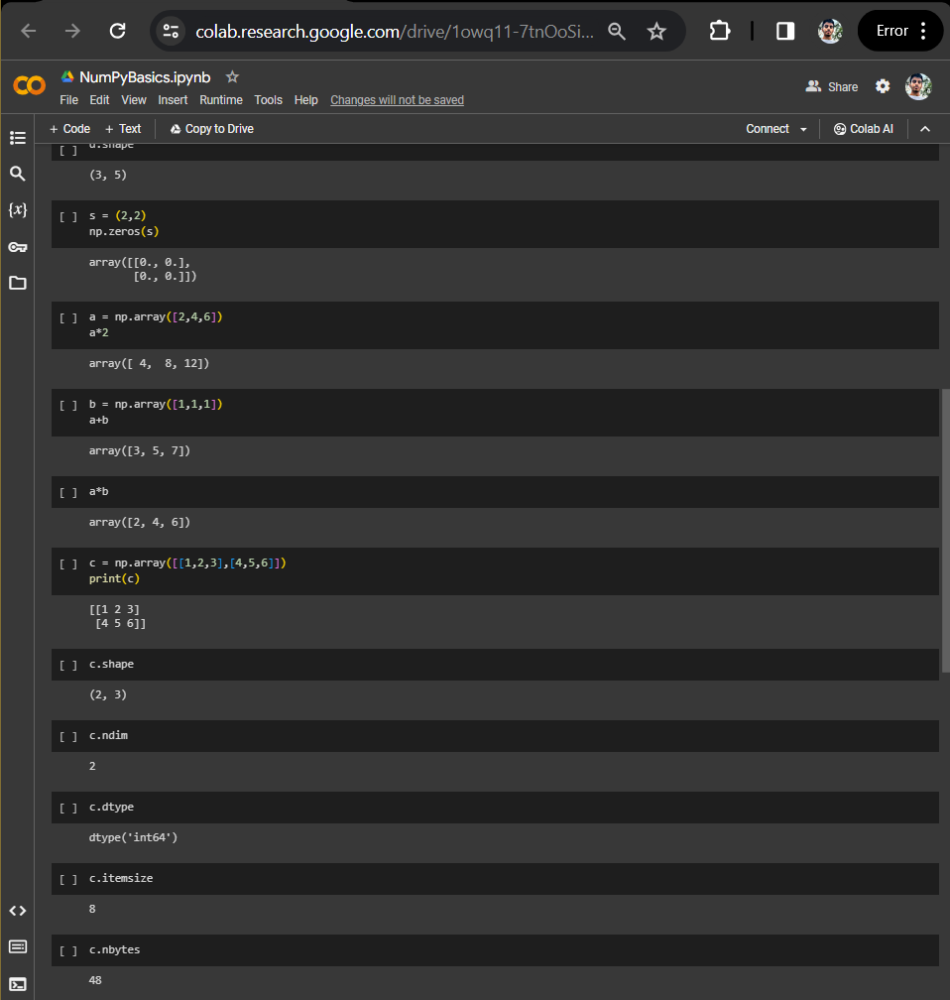 colab.research.google.com/drive/1owq11-7tnOoSi...
Error
NumPyBasics.ipynb
File Edit View Insert Runtime Tools Help Changes will not be saved
Share
+ Code + Text Copy to Drive
Connect
Colab AI
[ ] d.shape
(3, 5)
[ ] s = (2,2)
np.zeros(s)
array([[0., 0.],
[0., 0.]])
[ ] a = np.array([2,4,6])
a*2
array([ 4,  8, 12])
[ ] b = np.array([1,1,1])
a+b
array([3, 5, 7])
[ ] a*b
array([2, 4, 6])
[ ] c = np.array([[1,2,3],[4,5,6]])
print(c)
[[1 2 3]
[4 5 6]]
[ ] c.shape
(2, 3)
[ ] c.ndim
2
[ ] c.dtype
dtype('int64')
[ ] c.itemsize
8
[ ] c.nbytes
48